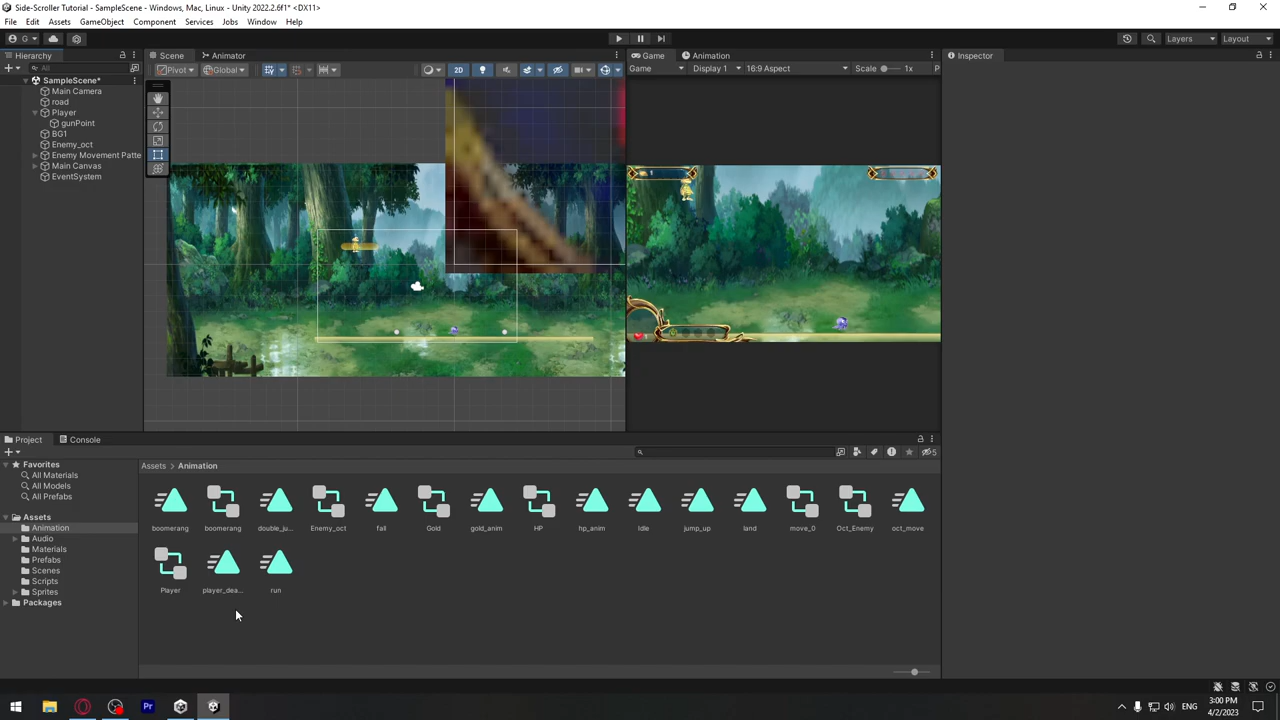 Side-Scroller Tutorial - SampleScene - Windows, Mac, Linux - Unity 2022.2.6f1* <DX11>
File Edit Assets GameObject Component Services Jobs Window Help
G
Layers Layout
Hierarchy
Scene Animator
Game Animation
Inspector
All
Pivot Global 2D
Game Display 1 16:9 Aspect Scale 1x P
SampleScene*
Main Camera
road
Player
gunPoint
BG1
Enemy_oct
Enemy Movement Patte
Main Canvas
EventSystem
Project Console
5
Favorites
All Materials
All Models
All Prefabs
Assets
Animation
Audio
Materials
Prefabs
Scenes
Scripts
Sprites
Packages
Assets > Animation
boomerang boomerang double_ju... Enemy_oct fall Gold gold_anim HP hp_anim Idle jump_up land move_0 Oct_Enemy oct_move
Player player_dea... run
Pr
ENG
3:00 PM
4/2/2023